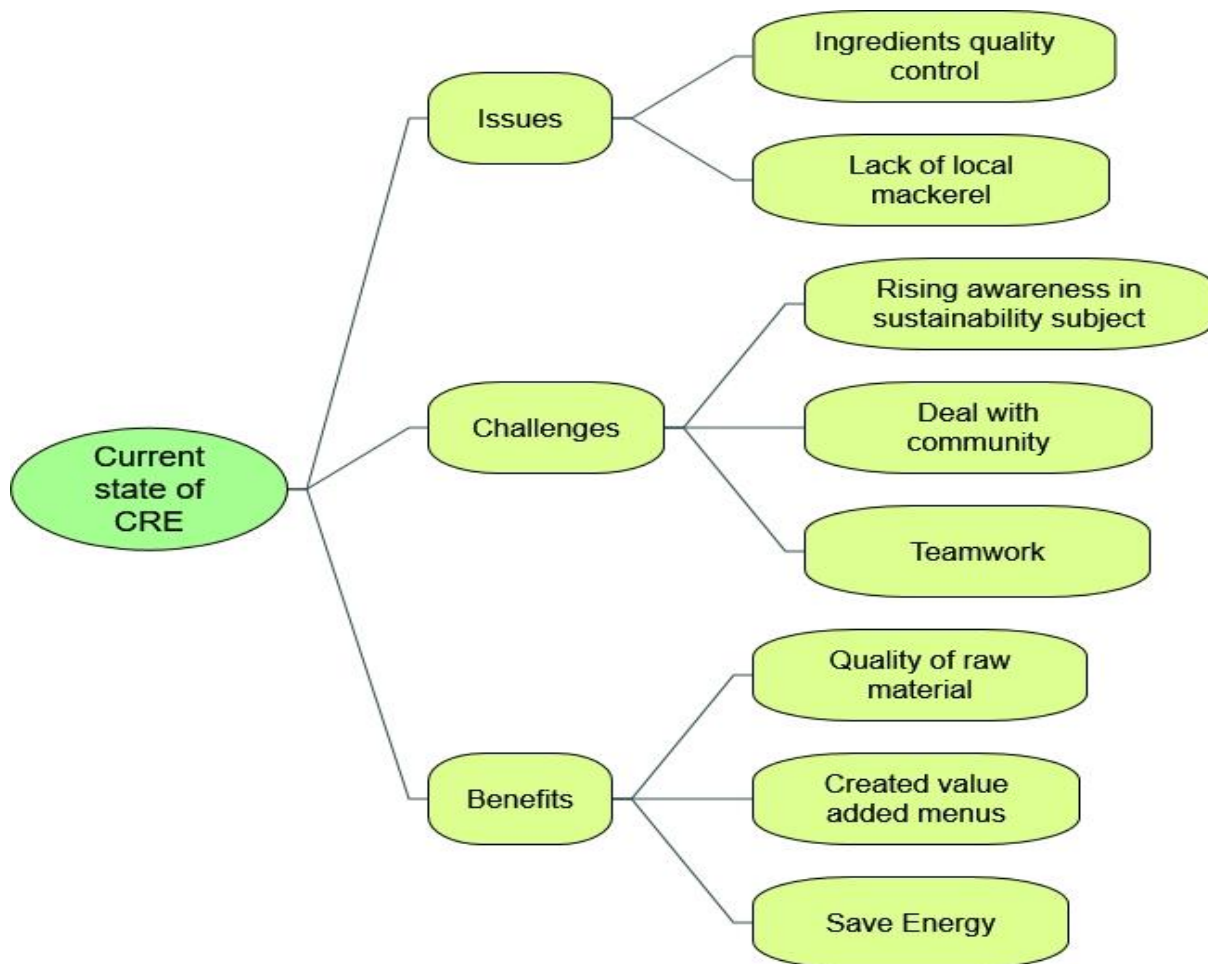 Ingredients quality
control
Issues
Lack of local
mackerel
Rising awareness in
sustainability subject
Challenges
Deal with
community
Current
state of
CRE
Teamwork
Quality of raw
material
Benefits
Created value
added menus
Save Energy